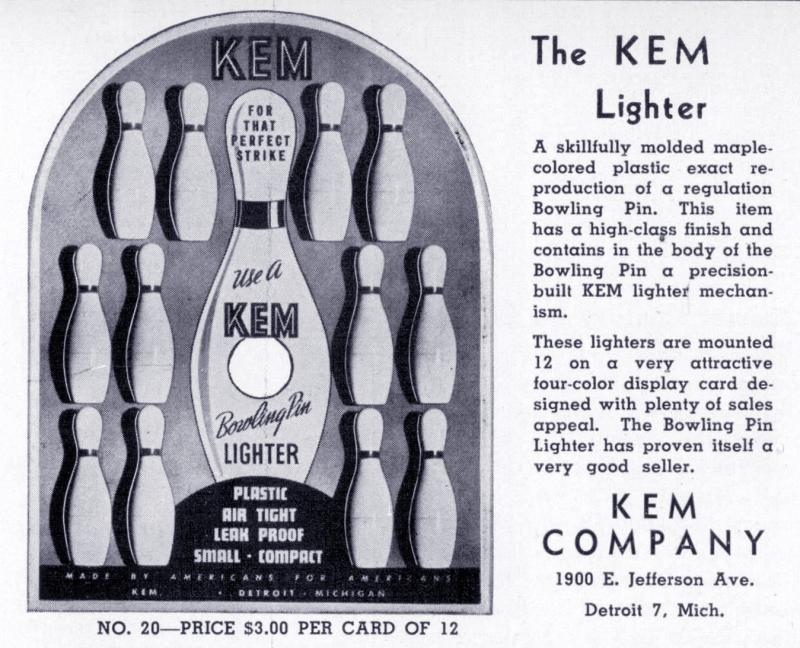 KEM
FOR
THAT
PERFECT
STRIKE
Use A
KEM
Bowling Pin
LIGHTER
PLASTIC
AIR TIGHT
LEAK PROOF
SMALL · COMPACT
MADE BY AMERICANS FOR AMERICANS
KEM · DETROIT · MICHIGAN
NO. 20—PRICE $3.00 PER CARD OF 12
The KEM
Lighter
A skillfully molded maple-
colored plastic exact re-
production of a regulation
Bowling Pin. This item
has a high-class finish and
contains in the body of the
Bowling Pin a precision-
built KEM lighter mechan-
ism.
These lighters are mounted
12 on a very attractive
four-color display card de-
signed with plenty of sales
appeal. The Bowling Pin
Lighter has proven itself a
very good seller.
KEM
COMPANY
1900 E. Jefferson Ave.
Detroit 7, Mich.